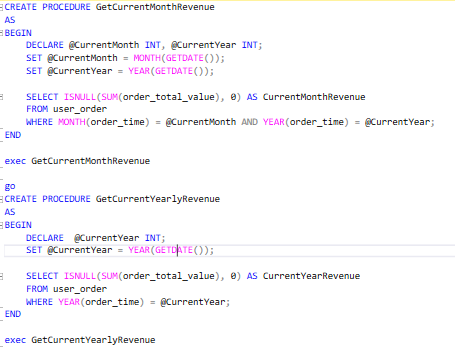 CREATE PROCEDURE GetCurrentMonthRevenue
AS
BEGIN
    DECLARE @CurrentMonth INT, @CurrentYear INT;
    SET @CurrentMonth = MONTH(GETDATE());
    SET @CurrentYear = YEAR(GETDATE());

    SELECT ISNULL(SUM(order_total_value), 0) AS CurrentMonthRevenue
    FROM user_order
    WHERE MONTH(order_time) = @CurrentMonth AND YEAR(order_time) = @CurrentYear;
END

exec GetCurrentMonthRevenue

go
CREATE PROCEDURE GetCurrentYearlyRevenue
AS
BEGIN
    DECLARE  @CurrentYear INT;
    SET @CurrentYear = YEAR(GETDATE());

    SELECT ISNULL(SUM(order_total_value), 0) AS CurrentYearRevenue
    FROM user_order
    WHERE YEAR(order_time) = @CurrentYear;
END

exec GetCurrentYearlyRevenue